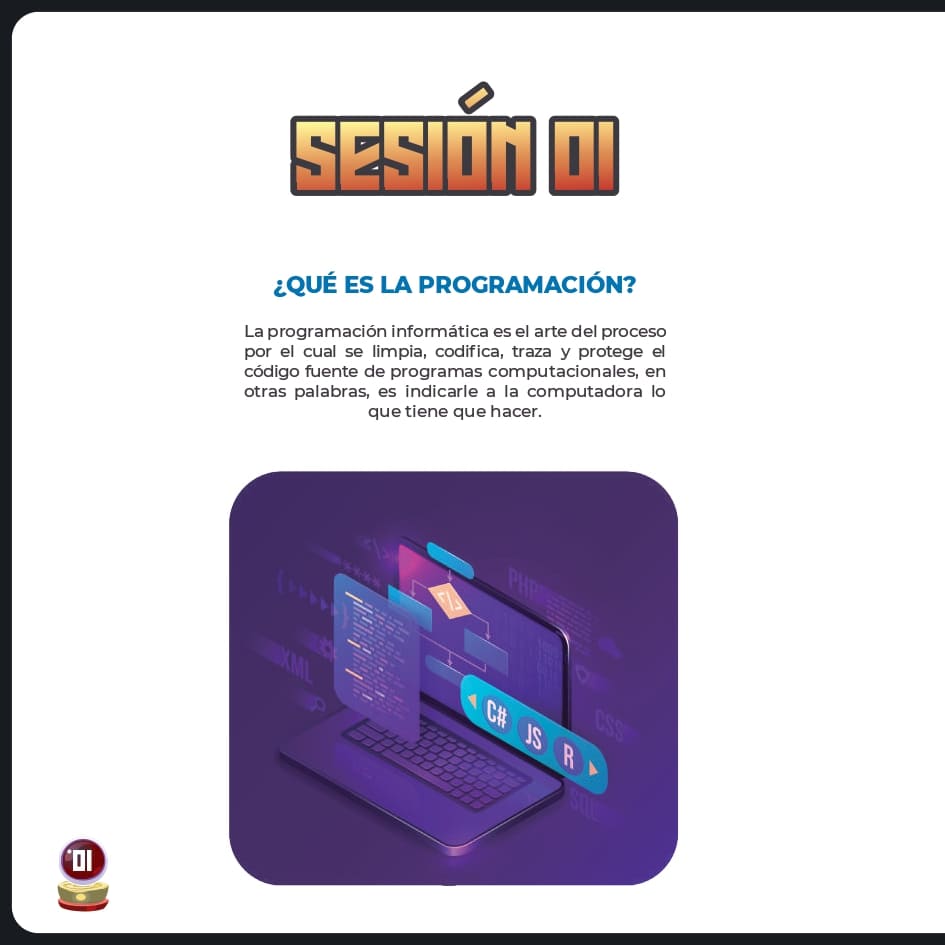 SESIÓN 01
¿QUÉ ES LA PROGRAMACIÓN?
La programación informática es el arte del proceso
por el cual se limpia, codifica, traza y protege el
código fuente de programas computacionales, en
otras palabras, es indicarle a la computadora lo
que tiene que hacer.
</>
PHP
</>
XML
C#
JS
R
CSS
SQL
01